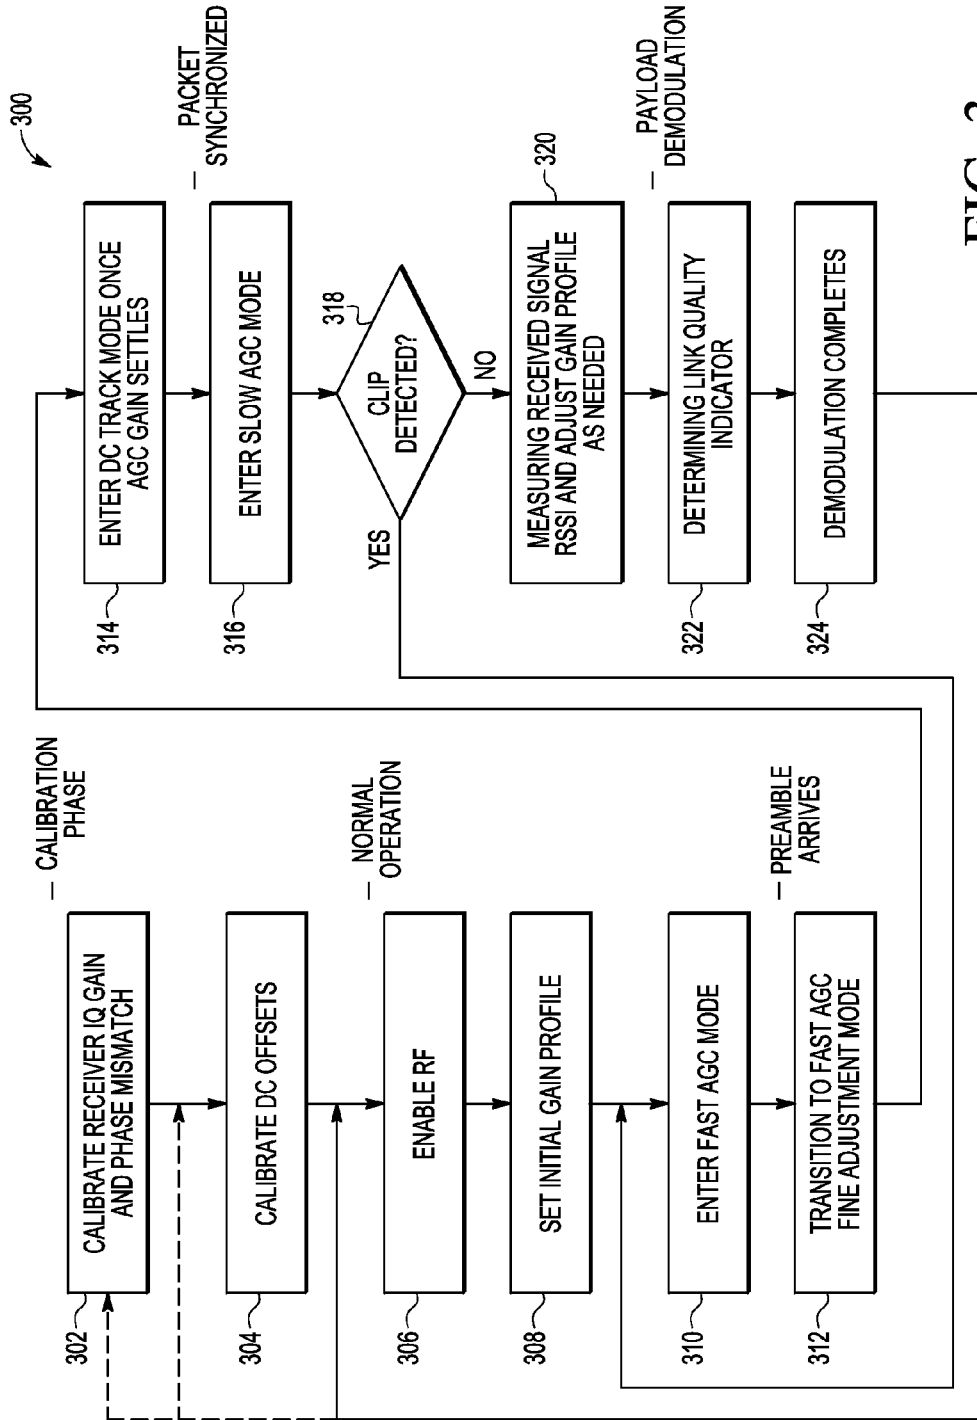 300
302
CALIBRATE RECEIVER IQ GAIN
AND PHASE MISMATCH
— CALIBRATION
PHASE
304
CALIBRATE DC OFFSETS
306
ENABLE RF
— NORMAL
OPERATION
308
SET INITIAL GAIN PROFILE
310
ENTER FAST AGC MODE
312
TRANSITION TO FAST AGC
FINE ADJUSTMENT MODE
— PREAMBLE
ARRIVES
314
ENTER DC TRACK MODE ONCE
AGC GAIN SETTLES
— PACKET
SYNCHRONIZED
316
ENTER SLOW AGC MODE
318
CLIP
DETECTED?
YES
NO
320
MEASURING RECEIVED SIGNAL
RSSI AND ADJUST GAIN PROFILE
AS NEEDED
— PAYLOAD
DEMODULATION
322
DETERMINING LINK QUALITY
INDICATOR
324
DEMODULATION COMPLETES